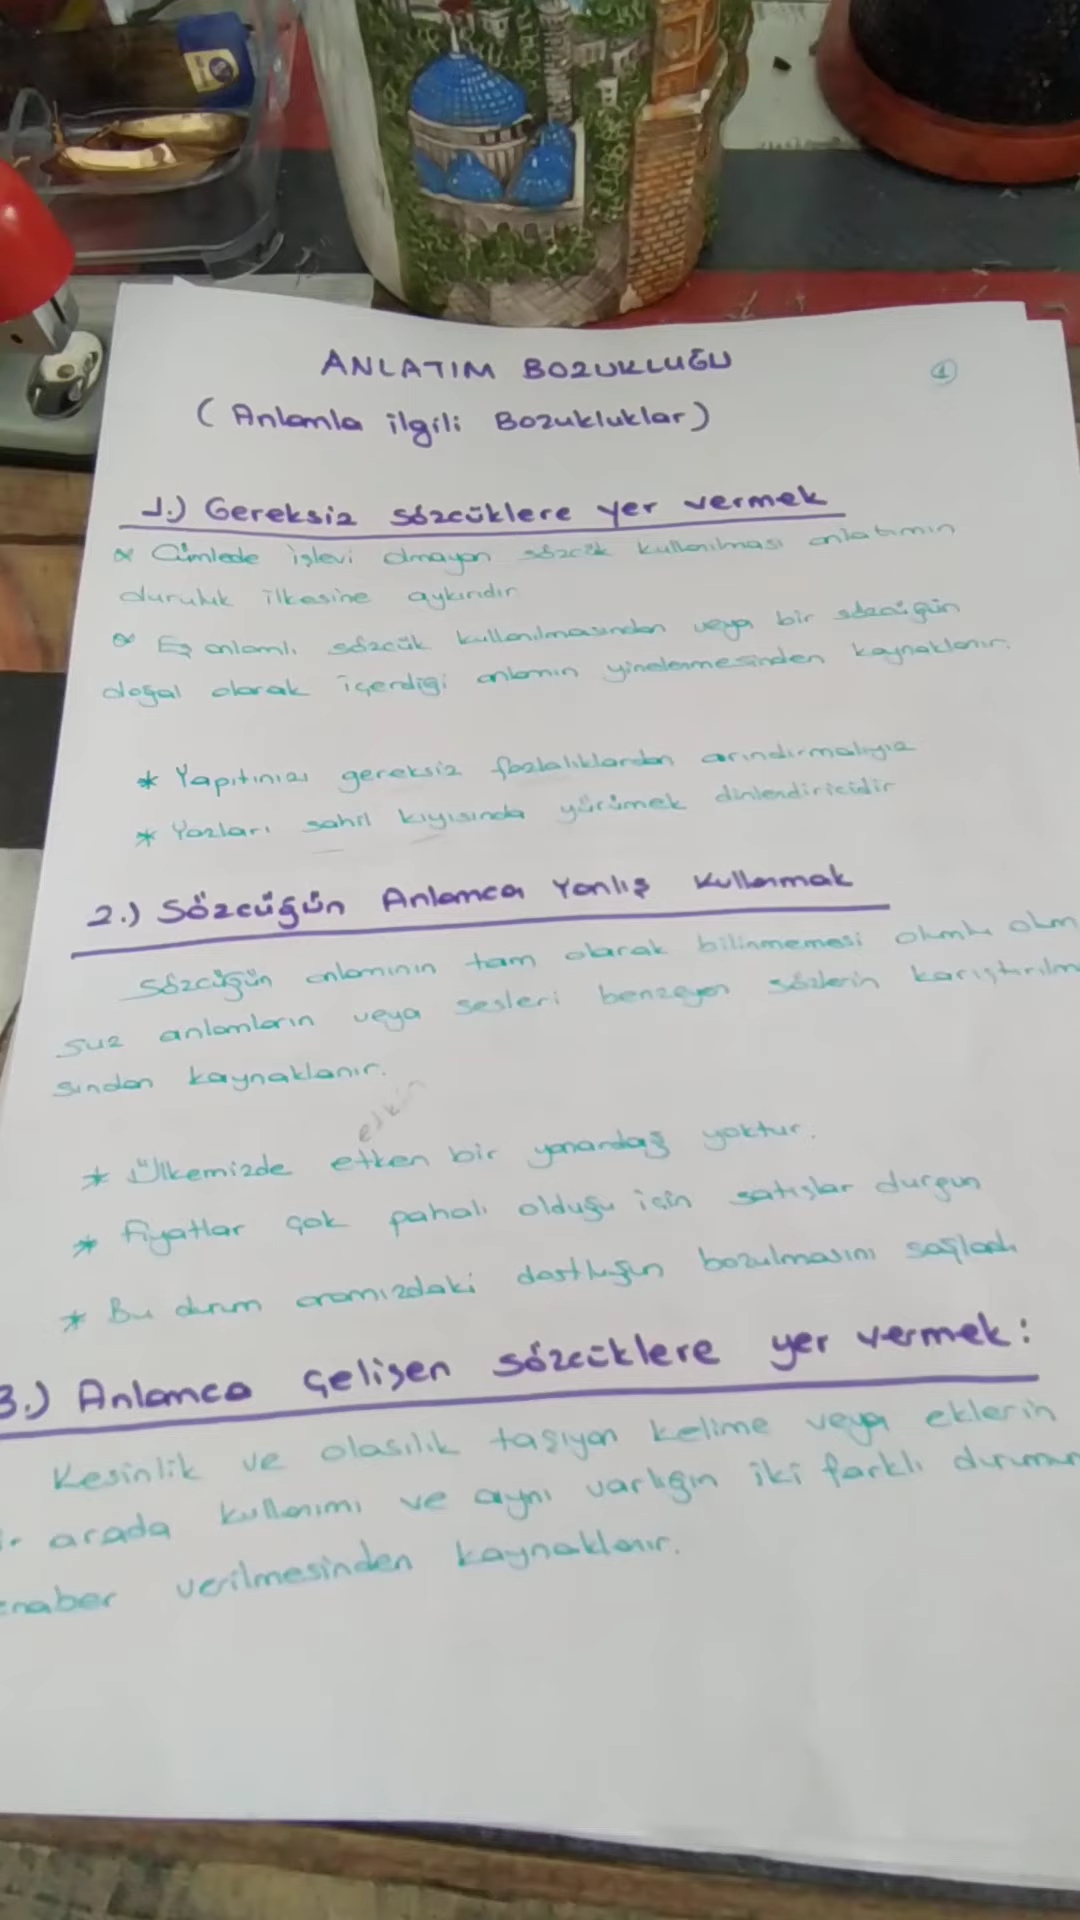 ANLATIM BOZUKLUĞU
1
(Anlamla ilgili Bozukluklar)
1.) Gereksiz sözcüklere yer vermek
Cümlede işlevi olmayan sözcük kullanılması anlatımın
duruluk ilkesine aykırıdır
Eş anlamlı sözcük kullanılmasından veya bir sözcüğün
doğal olarak içerdiği anlamın yinelenmesinden kaynaklanır.
* Yapıtınızı gereksiz fazlalıklardan arındırmalıyız
* Yazları sahil kıyısında yürümek dinlendiricidir
2.) Sözcüğün Anlamca Yanlış Kullanmak
Sözcüğün anlamının tam olarak bilinmemesi olumlu olum
suz anlamların veya sesleri benzeyen sözlerin karıştırılma
sından kaynaklanır.
etkin
* Ülkemizde etken bir yanardağ yoktur.
* Fiyatlar çok pahalı olduğu için satışlar durgun
* Bu durum aramızdaki dostluğun bozulmasını sağladı
3.) Anlamca Çelişen sözcüklere yer vermek:
Kesinlik ve olasılık taşıyan kelime veya eklerin
arada kullanımı ve aynı varlığın iki farklı durumun
verilmesinden kaynaklanır.